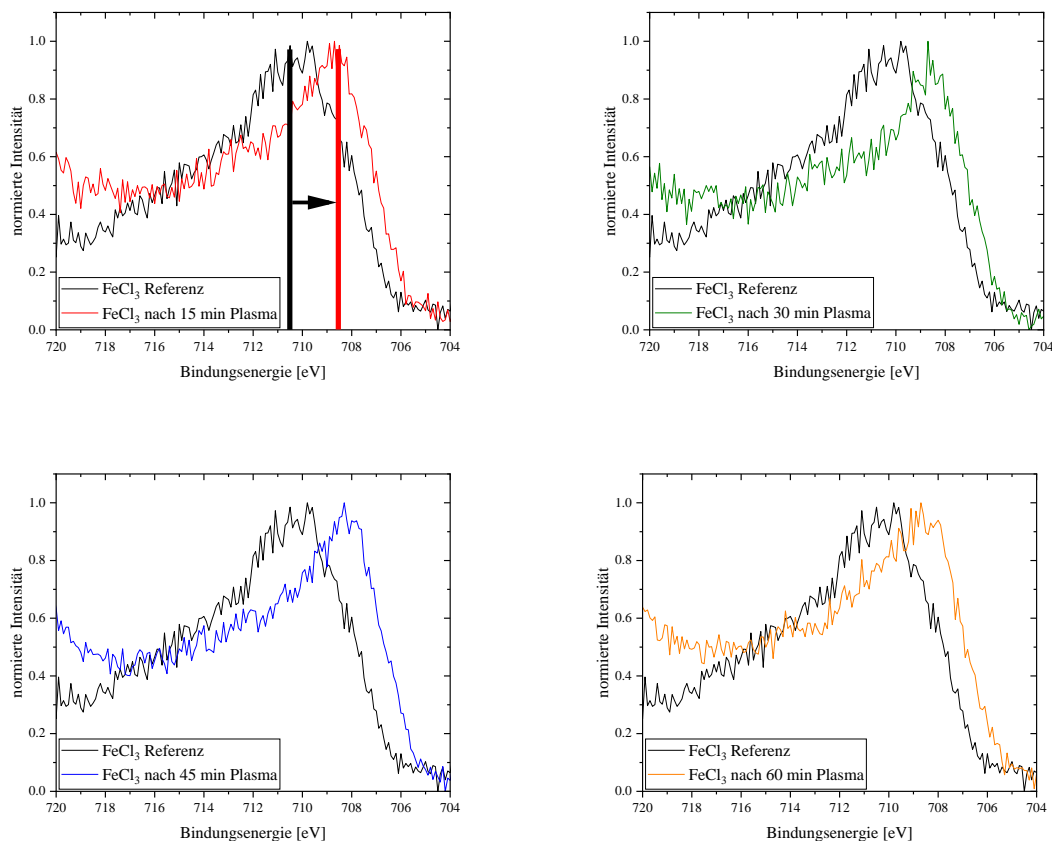 normierte Intensität
1.0
0.8
0.6
0.4
0.2
0.0
FeCl₃ Referenz
FeCl₃ nach 15 min Plasma
720 718 716 714 712 710 708 706 704
Bindungsenergie [eV]
normierte Intensität
1.0
0.8
0.6
0.4
0.2
0.0
FeCl₃ Referenz
FeCl₃ nach 30 min Plasma
720 718 716 714 712 710 708 706 704
Bindungsenergie [eV]
normierte Intensität
1.0
0.8
0.6
0.4
0.2
0.0
FeCl₃ Referenz
FeCl₃ nach 45 min Plasma
720 718 716 714 712 710 708 706 704
Bindungsenergie [eV]
normierte Intensität
1.0
0.8
0.6
0.4
0.2
0.0
FeCl₃ Referenz
FeCl₃ nach 60 min Plasma
720 718 716 714 712 710 708 706 704
Bindungsenergie [eV]